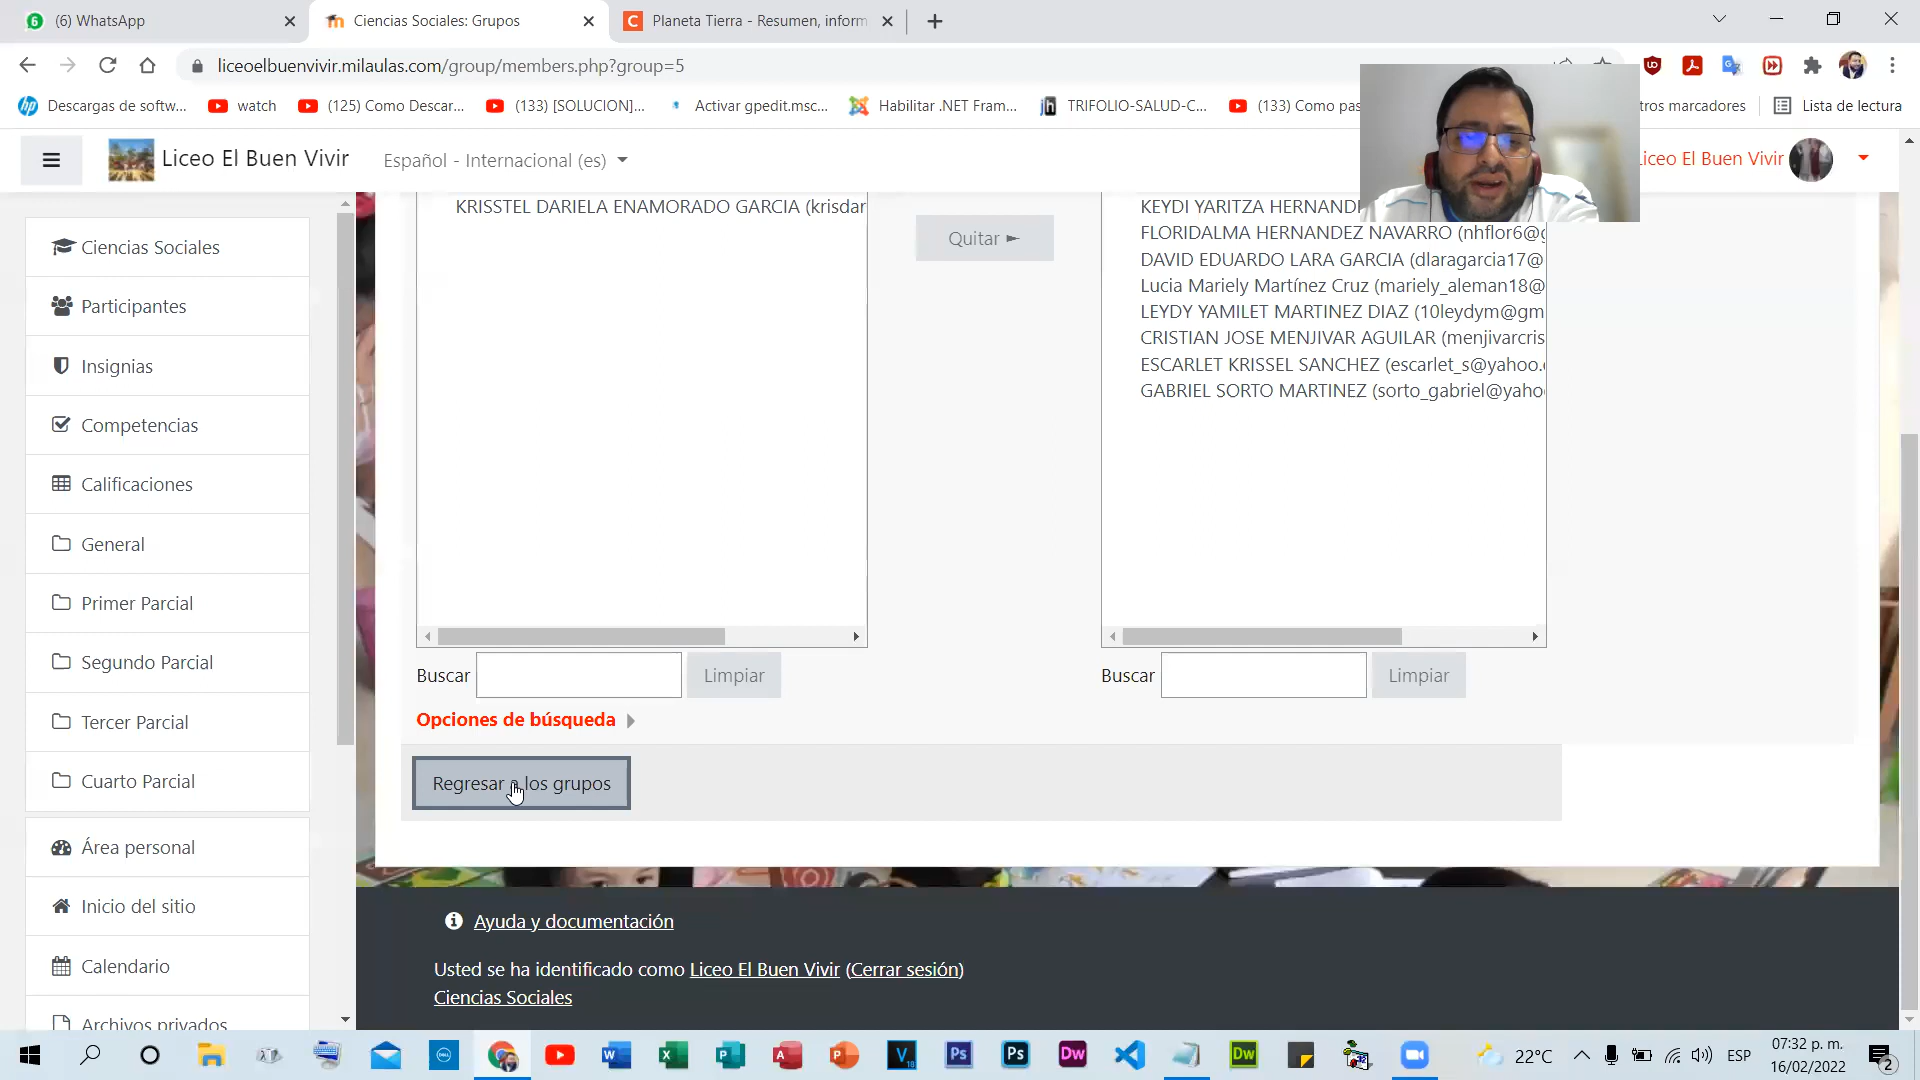 (6) WhatsApp
Ciencias Sociales: Grupos
Planeta Tierra - Resumen, inform
liceoelbuenvivir.milaulas.com/group/members.php?group=5
Descargas de softw...
watch
(125) Como Descar...
(133) [SOLUCION]...
Activar gpedit.msc...
Habilitar .NET Fram...
TRIFOLIO-SALUD-C...
(133) Como pas
tros marcadores
Lista de lectura
Liceo El Buen Vivir
Español - Internacional (es)
iceo El Buen Vivir
Ciencias Sociales
Participantes
Insignias
Competencias
Calificaciones
General
Primer Parcial
Segundo Parcial
Tercer Parcial
Cuarto Parcial
Área personal
Inicio del sitio
Calendario
Archivos privados
KRISSTEL DARIELA ENAMORADO GARCIA (krisdar
Quitar ►
KEYDI YARITZA HERNANDE
FLORIDALMA HERNANDEZ NAVARRO (nhflor6@g
DAVID EDUARDO LARA GARCIA (dlaragarcia17@
Lucia Mariely Martínez Cruz (mariely_aleman18@
LEYDY YAMILET MARTINEZ DIAZ (10leydym@gm
CRISTIAN JOSE MENJIVAR AGUILAR (menjivarcris
ESCARLET KRISSEL SANCHEZ (escarlet_s@yahoo.
GABRIEL SORTO MARTINEZ (sorto_gabriel@yaho
Buscar
Limpiar
Buscar
Limpiar
Opciones de búsqueda
Regresar a los grupos
Ayuda y documentación
Usted se ha identificado como Liceo El Buen Vivir (Cerrar sesión)
Ciencias Sociales
22°C
ESP
07:32 p. m.
16/02/2022
2